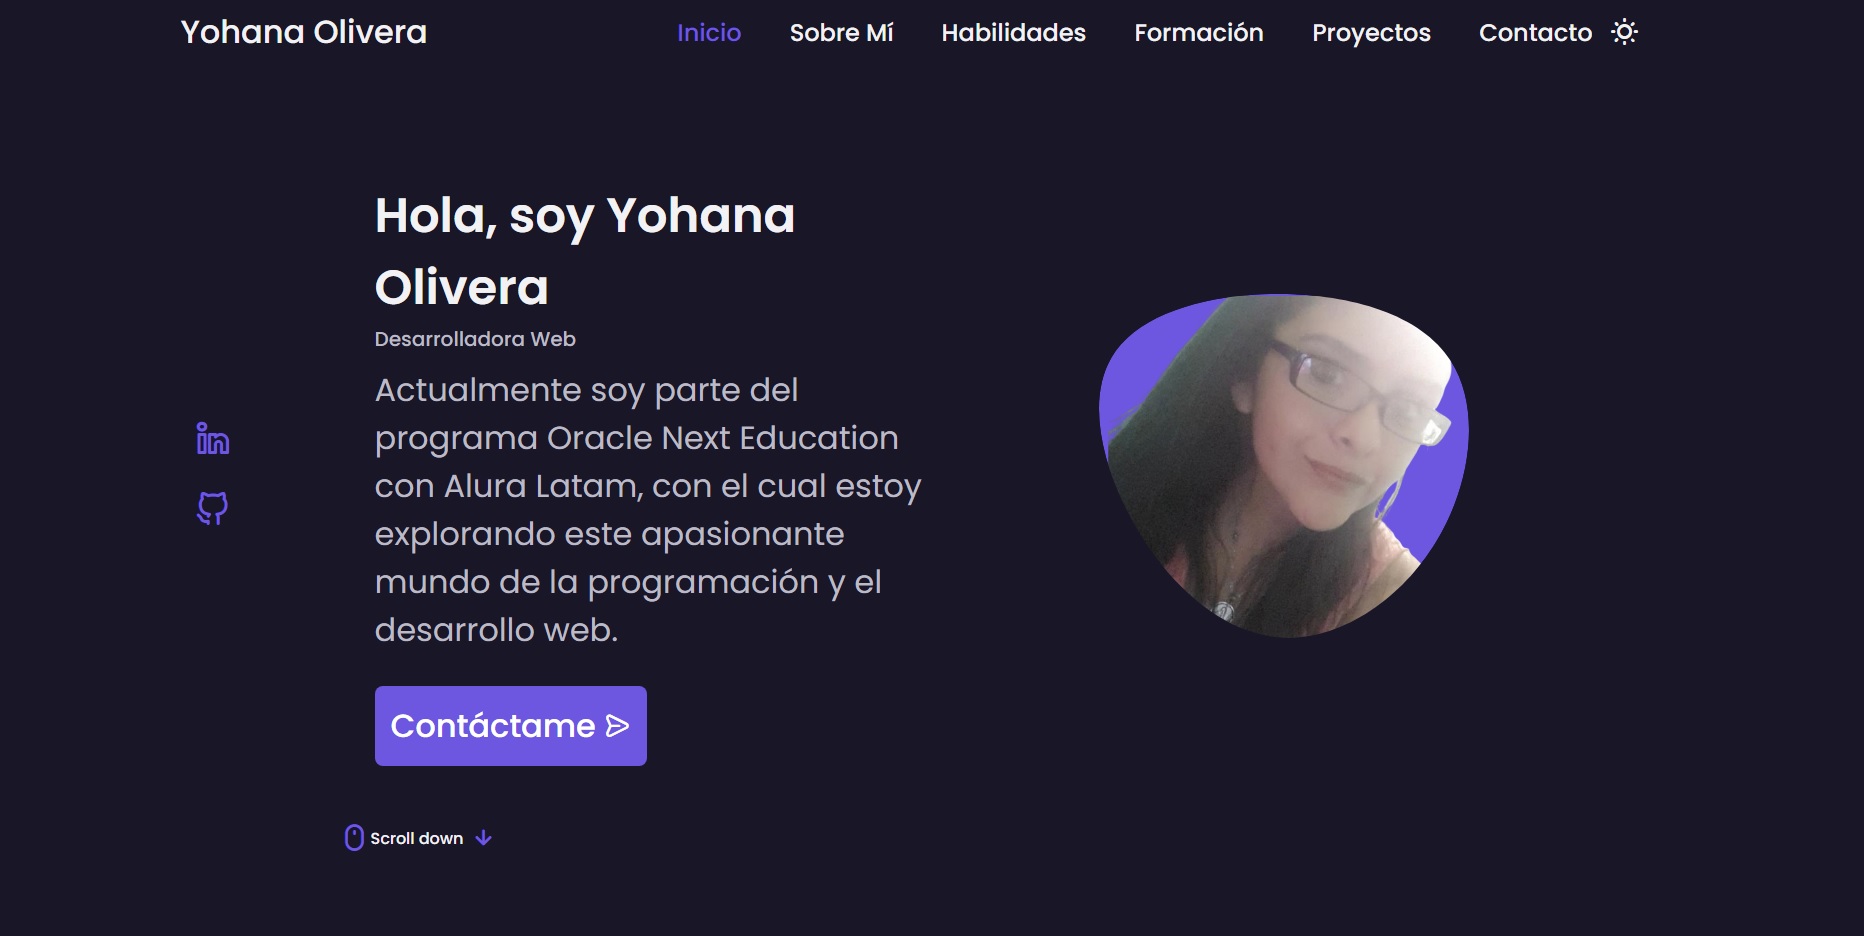 Yohana Olivera
Inicio
Sobre Mí
Habilidades
Formación
Proyectos
Contacto
Hola, soy Yohana
Olivera
Desarrolladora Web
Actualmente soy parte del
programa Oracle Next Education
con Alura Latam, con el cual estoy
explorando este apasionante
mundo de la programación y el
desarrollo web.
Contáctame
Scroll down